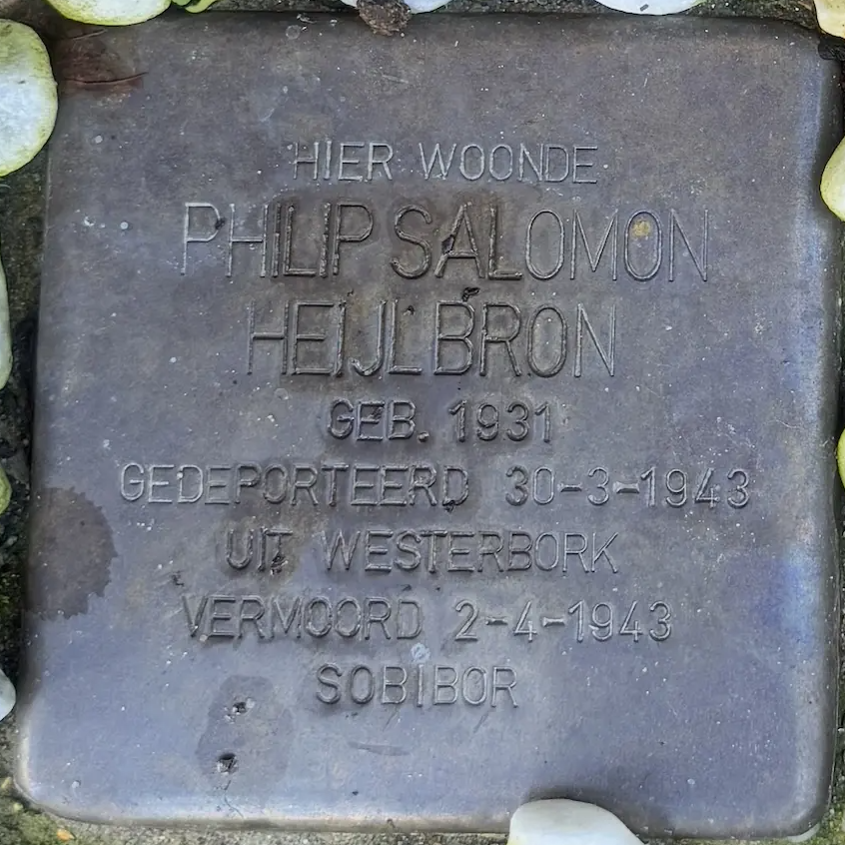 HIER WOONDE
PHILIP SALOMON
HEIJLBRON
GEB. 1931
GEDEPORTEERD 30-3-1943
UIT WESTERBORK
VERMOORD 2-4-1943
SOBIBOR